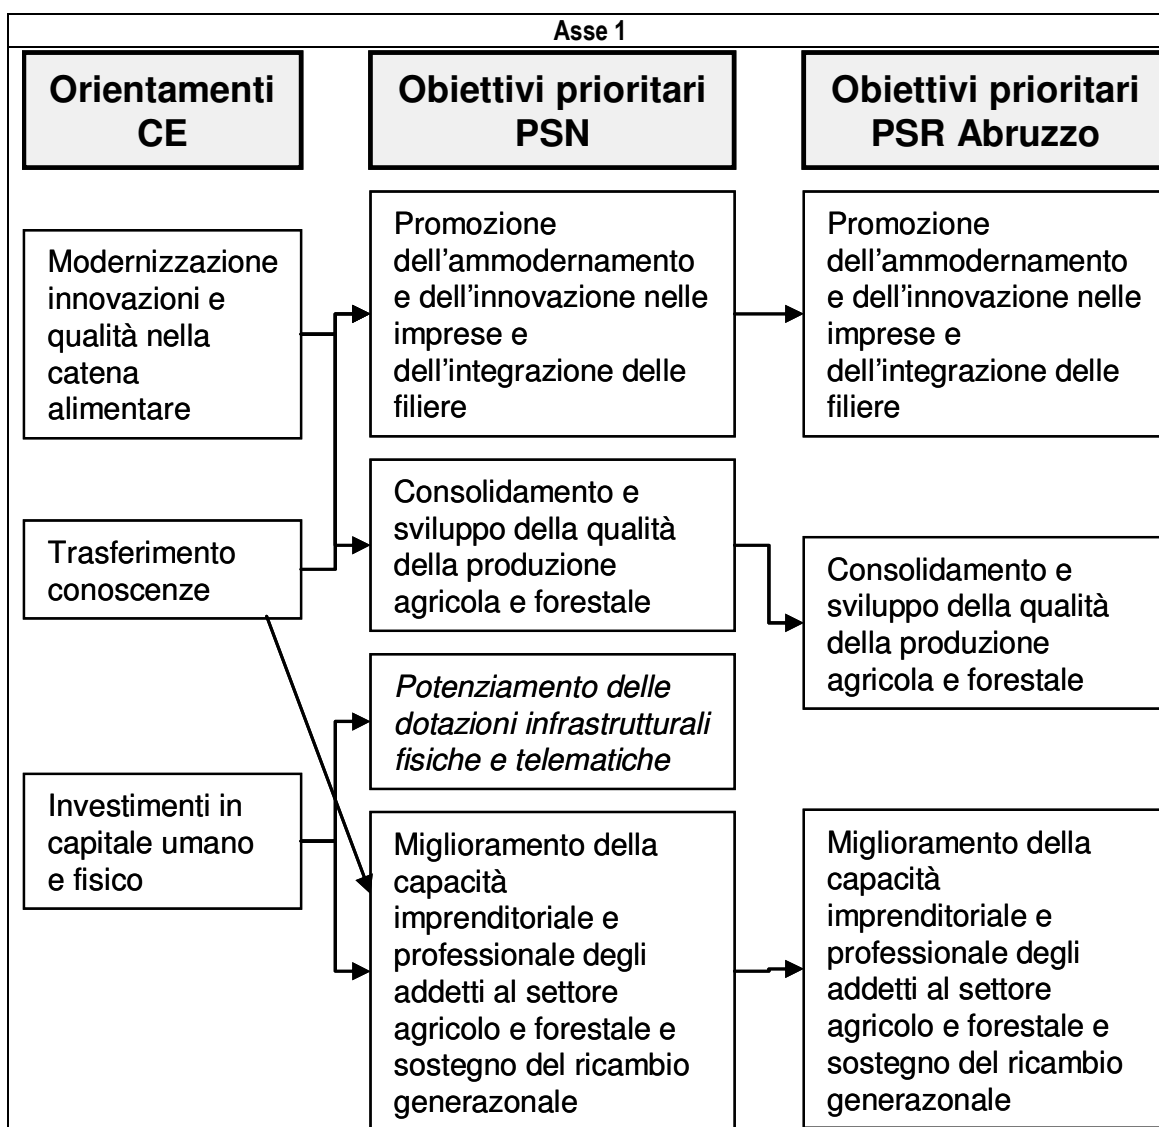 Asse 1
Orientamenti
CE
Obiettivi prioritari
PSN
Obiettivi prioritari
PSR Abruzzo
Modernizzazione
innovazioni e
qualità nella
catena
alimentare
Trasferimento
conoscenze
Investimenti in
capitale umano
e fisico
Promozione
dell'ammodernamento
e dell'innovazione nelle
imprese e
dell'integrazione delle
filiere
Consolidamento e
sviluppo della qualità
della produzione
agricola e forestale
Potenziamento delle
dotazioni infrastrutturali
fisiche e telematiche
Miglioramento della
capacità
imprenditoriale e
professionale degli
addetti al settore
agricolo e forestale e
sostegno del ricambio
generazonale
Promozione
dell'ammodernamento
e dell'innovazione nelle
imprese e
dell'integrazione delle
filiere
Consolidamento e
sviluppo della qualità
della produzione
agricola e forestale
Miglioramento della
capacità
imprenditoriale e
professionale degli
addetti al settore
agricolo e forestale e
sostegno del ricambio
generazonale